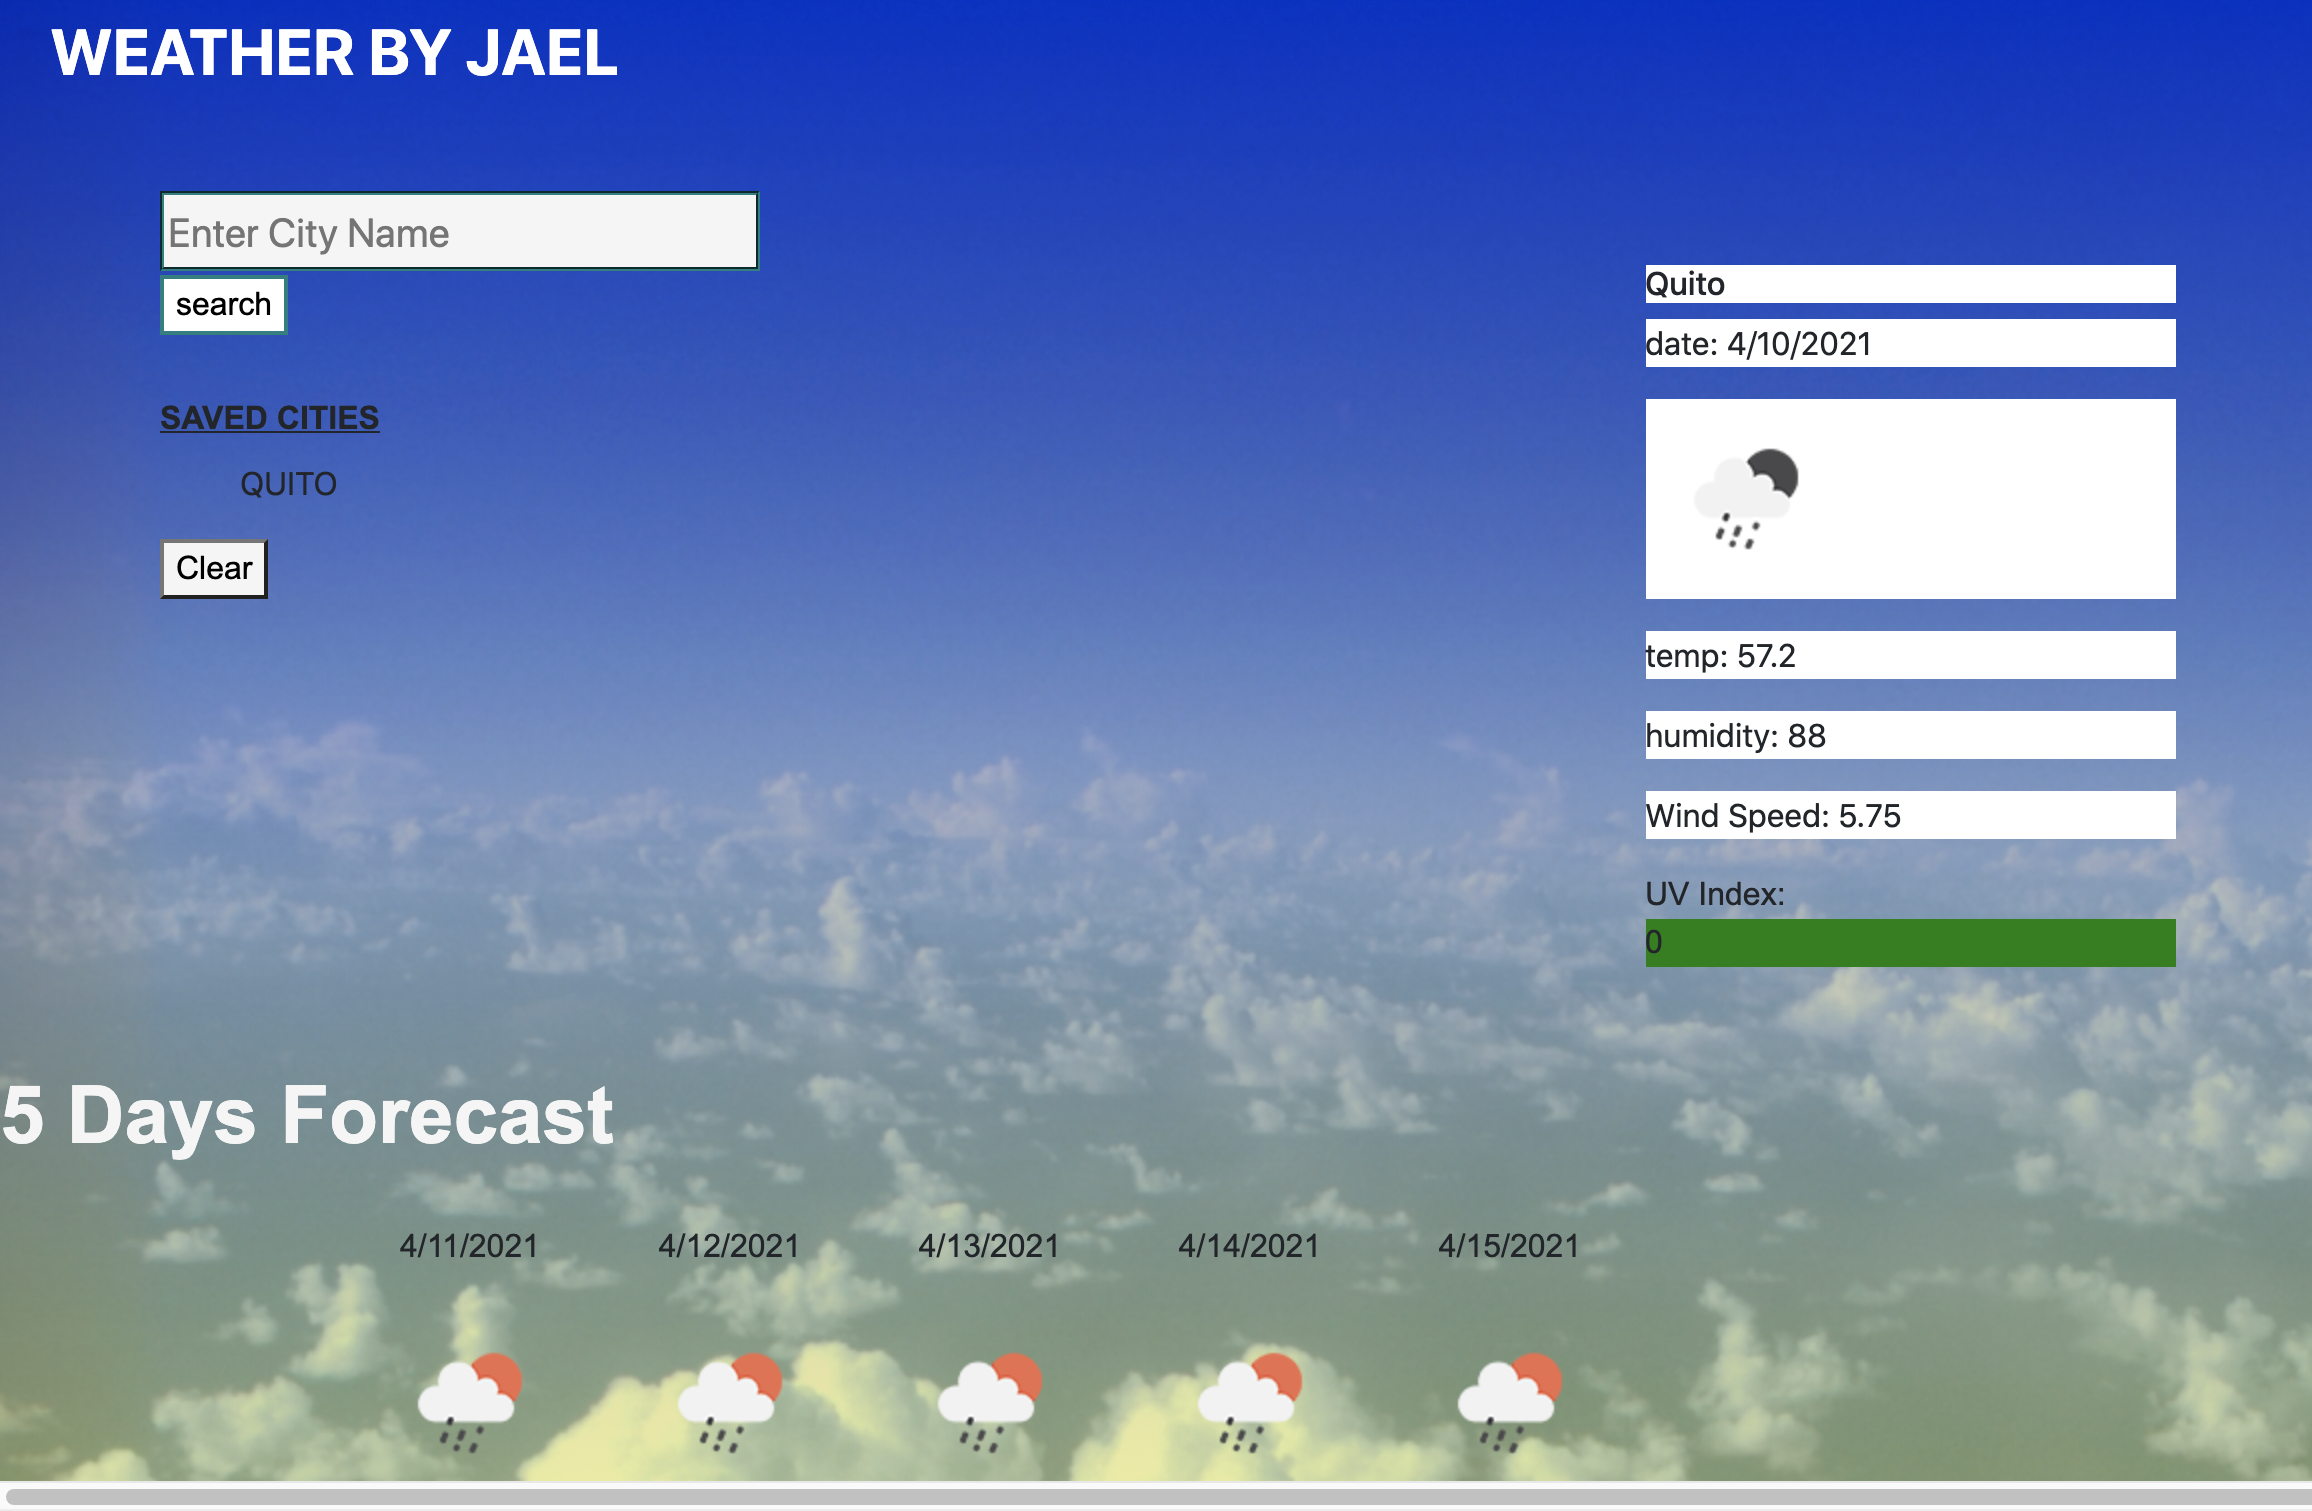 WEATHER BY JAEL
Enter City Name
search
SAVED CITIES
QUITO
Clear
Quito
date: 4/10/2021
temp: 57.2
humidity: 88
Wind Speed: 5.75
UV Index:
0
5 Days Forecast
4/11/2021 4/12/2021 4/13/2021 4/14/2021 4/15/2021